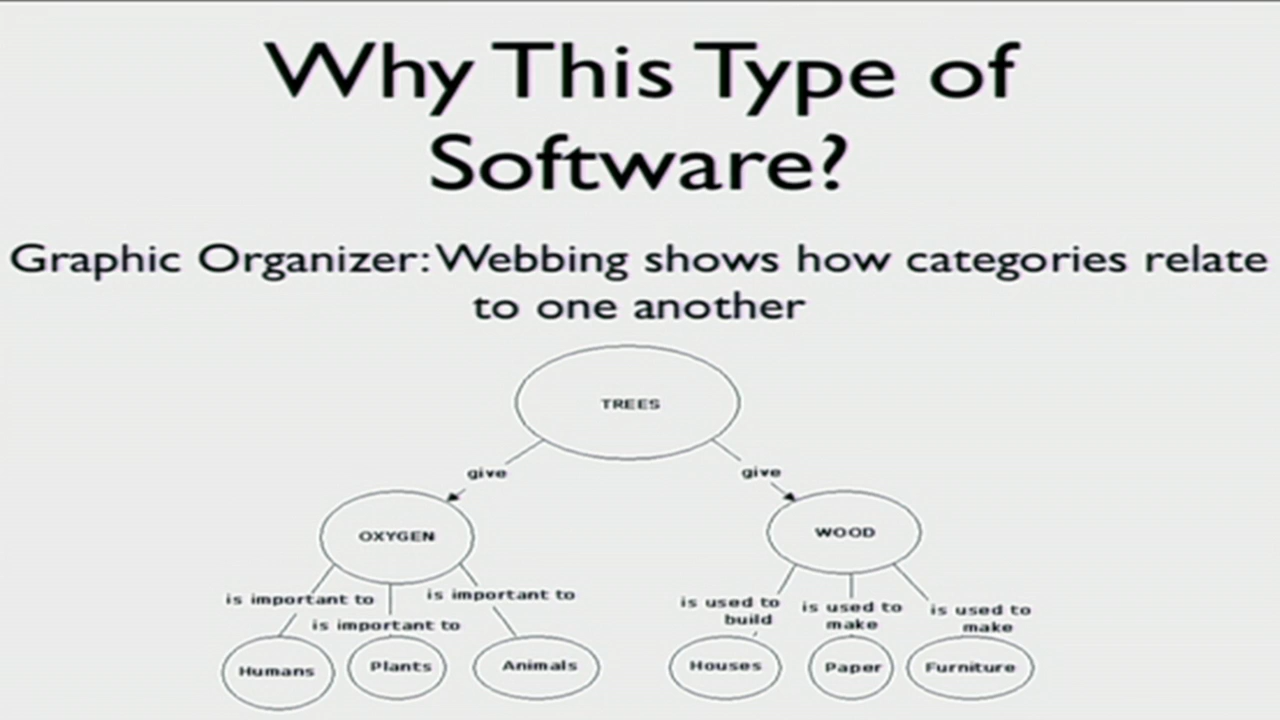 Why This Type of
Software?
Graphic Organizer: Webbing shows how categories relate
to one another
TREES
give
give
OXYGEN
WOOD
is important to
is important to
is important to
is used to
build
is used to
make
is used to
make
Humans
Plants
Animals
Houses
Paper
Furniture